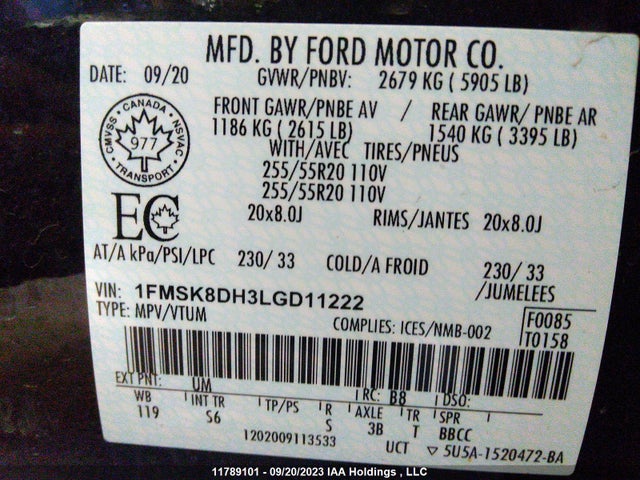 MFD. BY FORD MOTOR CO.
DATE: 09/20 GVWR/PNBV: 2679 KG ( 5905 LB)
FRONT GAWR/PNBE AV / REAR GAWR/ PNBE AR
1186 KG ( 2615 LB) 1540 KG ( 3395 LB)
WITH/AVEC TIRES/PNEUS
255/55R20 110V
255/55R20 110V
20x8.0J RIMS/JANTES 20x8.0J
CMVSS · CANADA · NSVAC · TRANSPORT ·
977
EC
AT/A kPa/PSI/LPC 230/ 33 COLD/A FROID 230/ 33
/JUMELEES
VIN: 1FMSK8DH3LGD11222
TYPE: MPV/VTUM COMPLIES: ICES/NMB-002
F0085
T0158
EXT PNT: UM RC: B8 DSO:
WB INT TR TP/PS R AXLE TR SPR
119 S6 S 3B T BBCC
1202009113533 UCT ▽ 5U5A-1520472-BA
11789101 - 09/20/2023 IAA Holdings , LLC